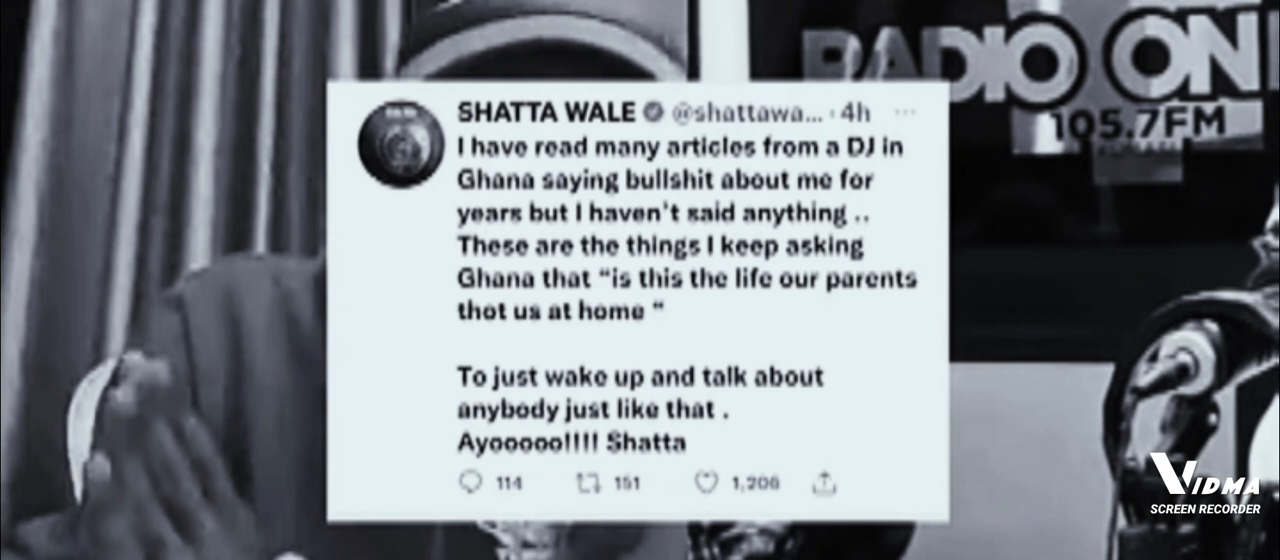 RADIO ON
105.7FM
SHATTA WALE @shattawa... · 4h ...
I have read many articles from a DJ in
Ghana saying bullshit about me for
years but I haven't said anything ..
These are the things I keep asking
Ghana that “is this the life our parents
thot us at home “
To just wake up and talk about
anybody just like that .
Ayooooo!!!! Shatta
114 151 1,206
VIDMA
SCREEN RECORDER